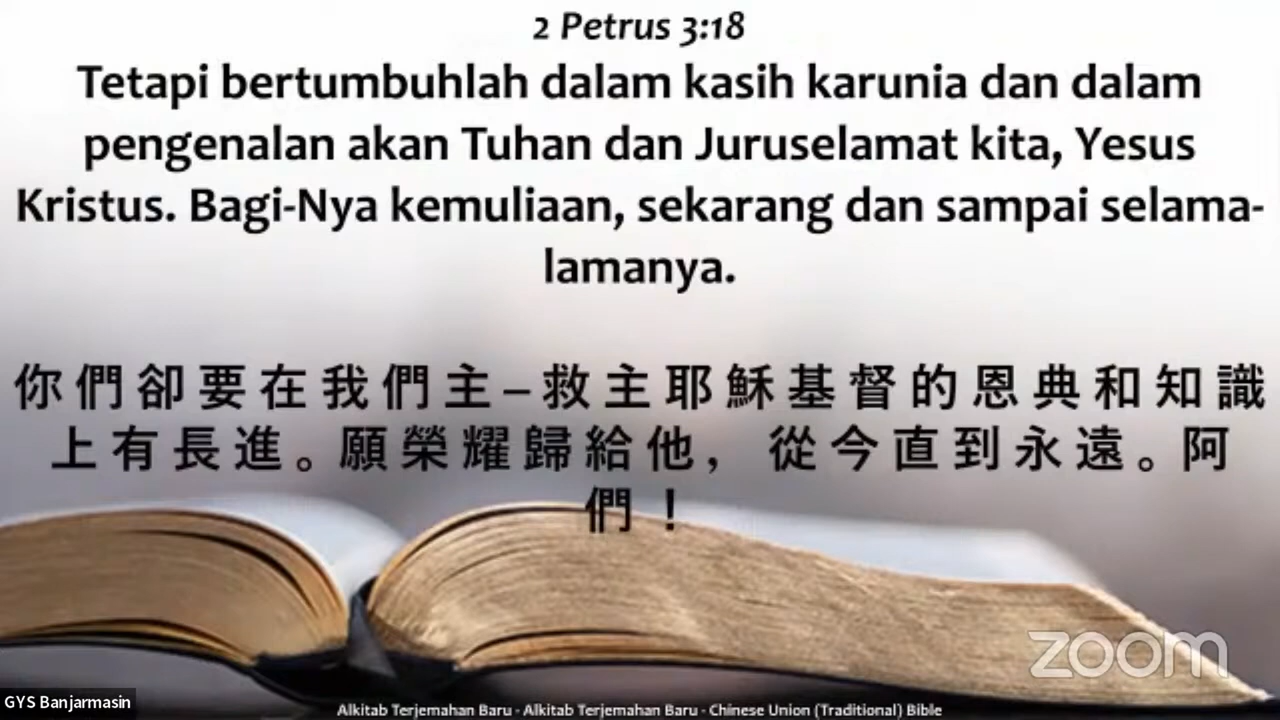 2 Petrus 3:18
Tetapi bertumbuhlah dalam kasih karunia dan dalam
pengenalan akan Tuhan dan Juruselamat kita, Yesus
Kristus. Bagi-Nya kemuliaan, sekarang dan sampai selama-
lamanya.
你們卻要在我們主–救主耶穌基督的恩典和知識
上有長進。願榮耀歸給他，從今直到永遠。阿
們！
zoom
GYS Banjarmasin
Alkitab Terjemahan Baru - Alkitab Terjemahan Baru - Chinese Union (Traditional) Bible